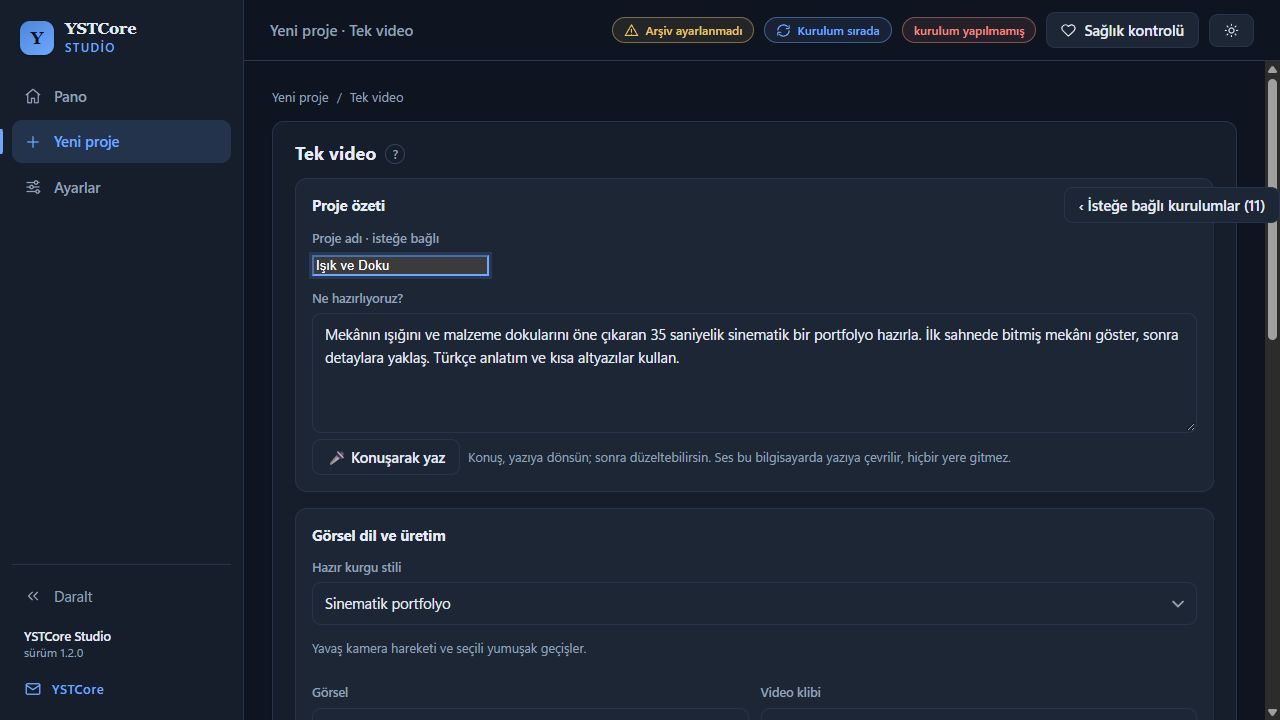 Y
YSTCore
STUDIO
Pano
Yeni proje
Ayarlar
Daralt
YSTCore Studio
sürüm 1.2.0
YSTCore
Yeni proje · Tek video
Arşiv ayarlanmadı
Kurulum sırada
kurulum yapılmamış
Sağlık kontrolü
Yeni proje / Tek video
Tek video ?
Proje özeti
‹ İsteğe bağlı kurulumlar (11)
Proje adı · isteğe bağlı
Işık ve Doku
Ne hazırlıyoruz?
Mekânın ışığını ve malzeme dokularını öne çıkaran 35 saniyelik sinematik bir portfolyo hazırla. İlk sahnede bitmiş mekânı göster, sonra
detaylara yaklaş. Türkçe anlatım ve kısa altyazılar kullan.
Konuşarak yaz
Konuş, yazıya dönsün; sonra düzeltebilirsin. Ses bu bilgisayarda yazıya çevrilir, hiçbir yere gitmez.
Görsel dil ve üretim
Hazır kurgu stili
Sinematik portfolyo
Yavaş kamera hareketi ve seçili yumuşak geçişler.
Görsel
Video klibi